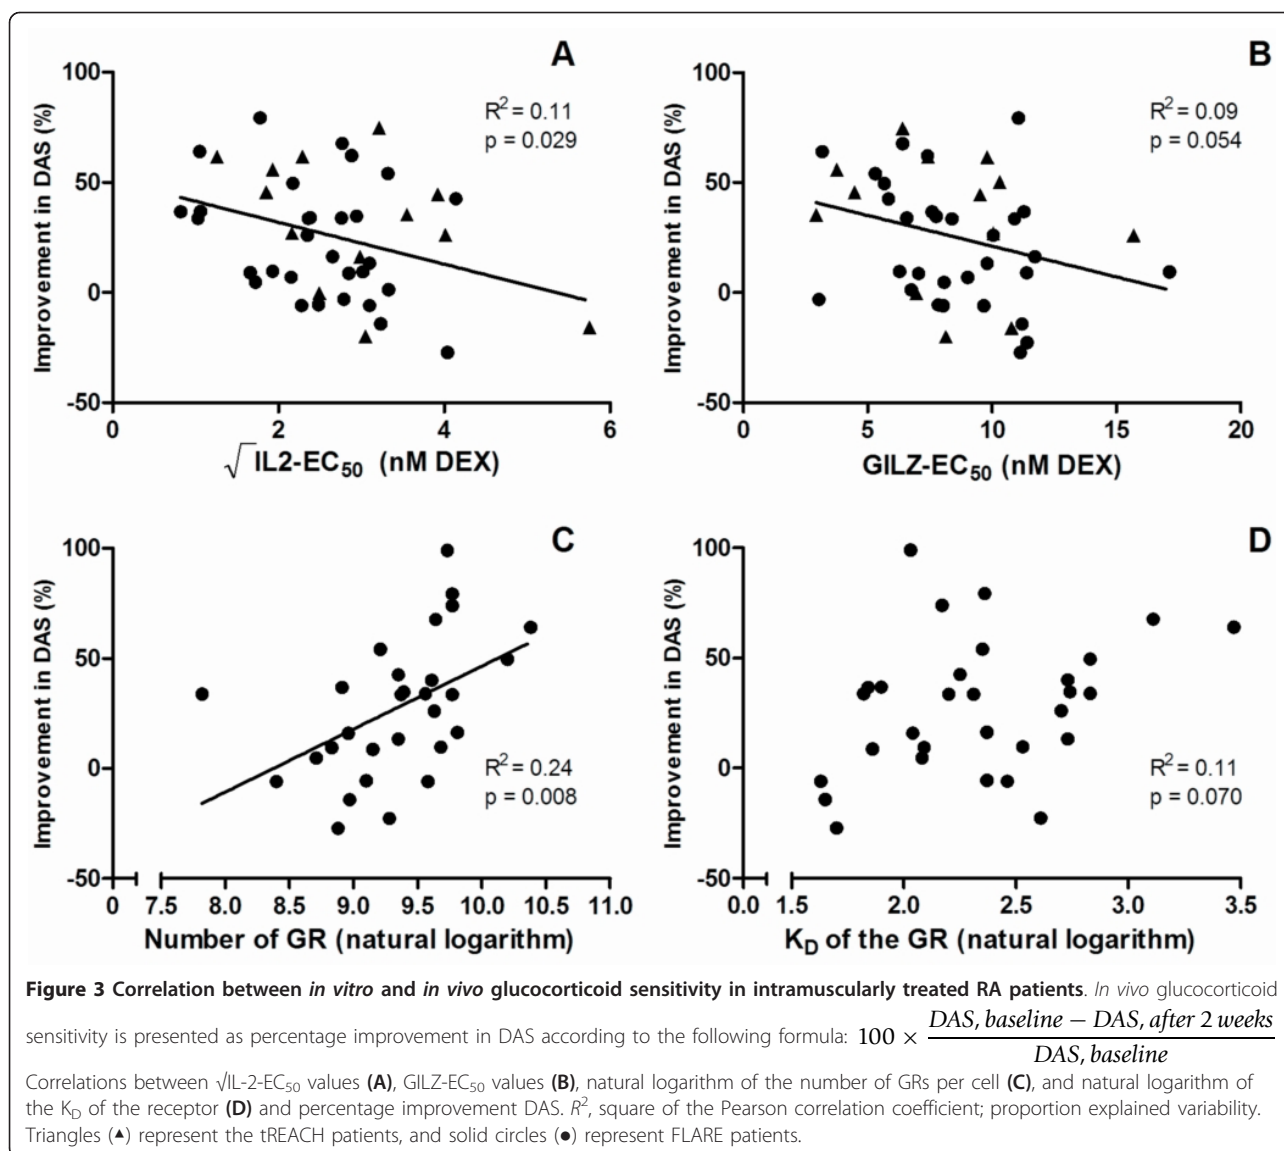 A
100
50
0
-50
Improvement in DAS (%)
R² = 0.11
p = 0.029
0 2 4 6
√IL2-EC₅₀ (nM DEX)
B
100
50
0
-50
Improvement in DAS (%)
R² = 0.09
p = 0.054
0 5 10 15 20
GILZ-EC₅₀ (nM DEX)
C
100
50
0
-50
Improvement in DAS (%)
R² = 0.24
p = 0.008
0 7.5 8.0 8.5 9.0 9.5 10.0 10.5 11.0
Number of GR (natural logarithm)
D
100
50
0
-50
Improvement in DAS (%)
R² = 0.11
p = 0.070
0.0 1.5 2.0 2.5 3.0 3.5
K_D of the GR (natural logarithm)
Figure 3 Correlation between in vitro and in vivo glucocorticoid sensitivity in intramuscularly treated RA patients. In vivo glucocorticoid
sensitivity is presented as percentage improvement in DAS according to the following formula: 100 × DAS, baseline − DAS, after 2 weeks
DAS, baseline
Correlations between √IL-2-EC₅₀ values (A), GILZ-EC₅₀ values (B), natural logarithm of the number of GRs per cell (C), and natural logarithm of
the K_D of the receptor (D) and percentage improvement DAS. R², square of the Pearson correlation coefficient; proportion explained variability.
Triangles (▲) represent the tREACH patients, and solid circles (●) represent FLARE patients.